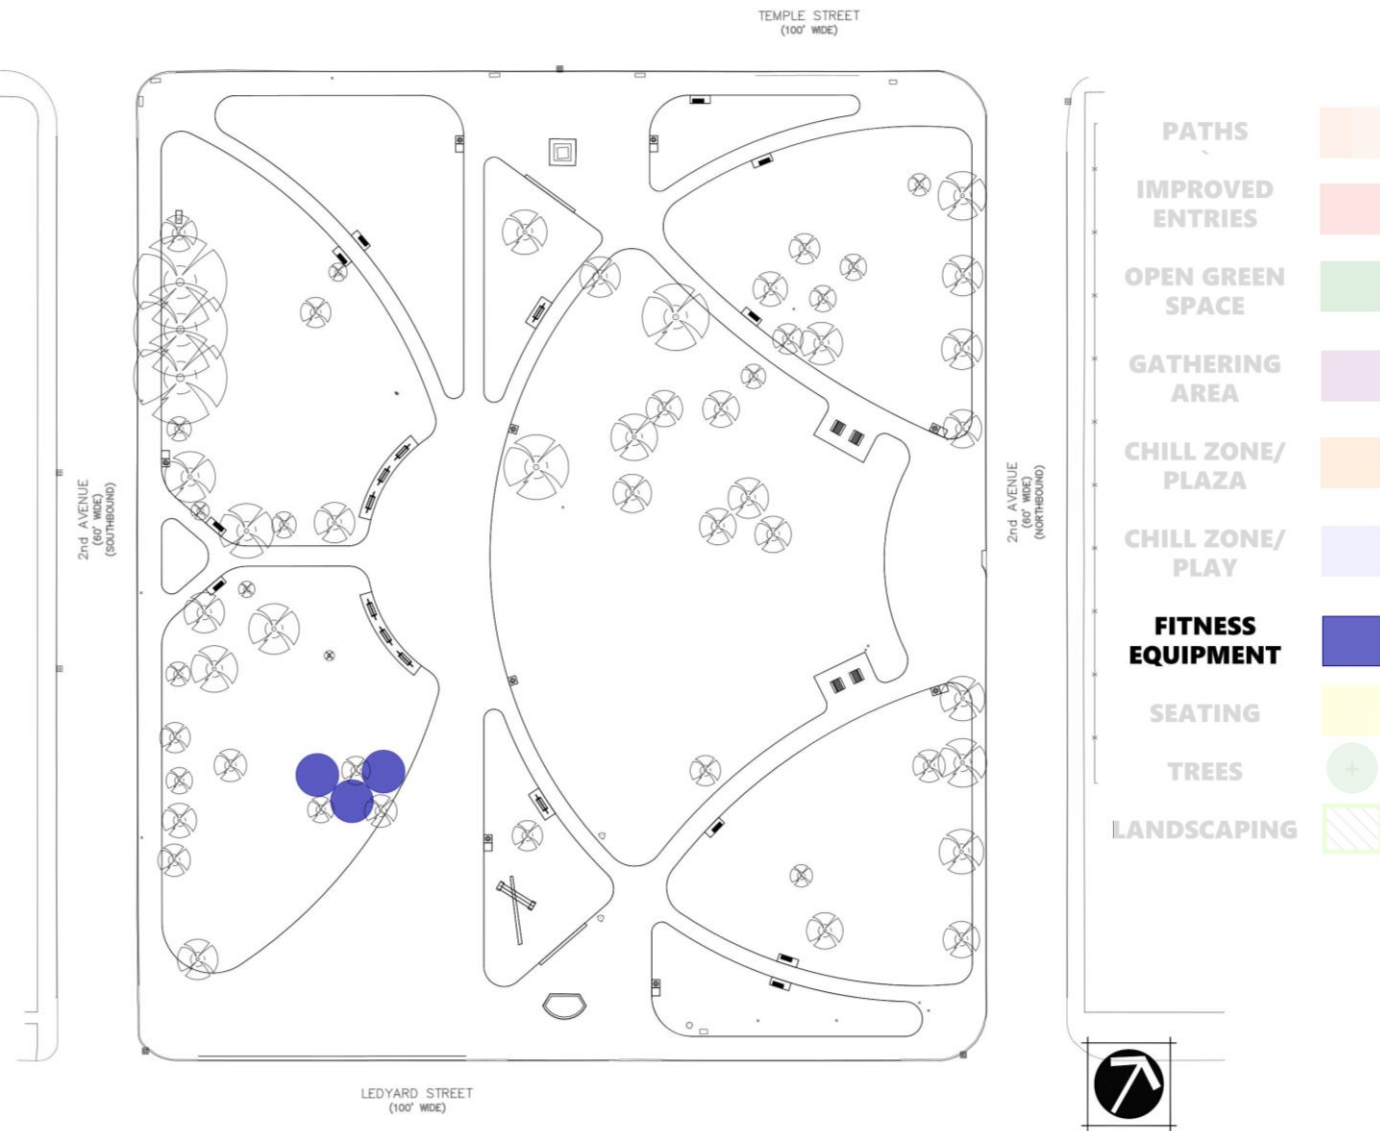 TEMPLE STREET
(100' WIDE)
2nd AVENUE
(60' WIDE)
(SOUTHBOUND)
2nd AVENUE
(60' WIDE)
(NORTHBOUND)
LEDYARD STREET
(100' WIDE)
PATHS
IMPROVED
ENTRIES
OPEN GREEN
SPACE
GATHERING
AREA
CHILL ZONE/
PLAZA
CHILL ZONE/
PLAY
FITNESS
EQUIPMENT
SEATING
TREES
LANDSCAPING